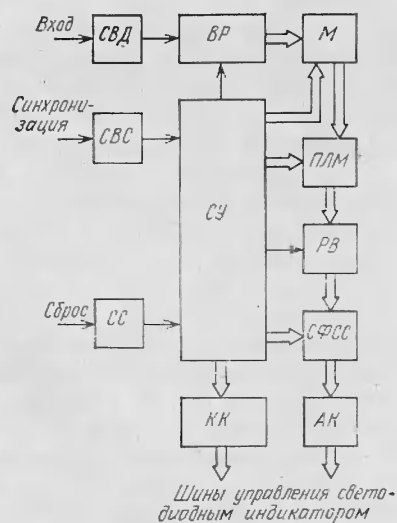 Вход
СВД
ВР
М
Синхрони-
зация
СВС
СУ
ПЛМ
РВ
Сброс
СС
СФСС
КК
АК
Шины управления свето-
диодным индикатором